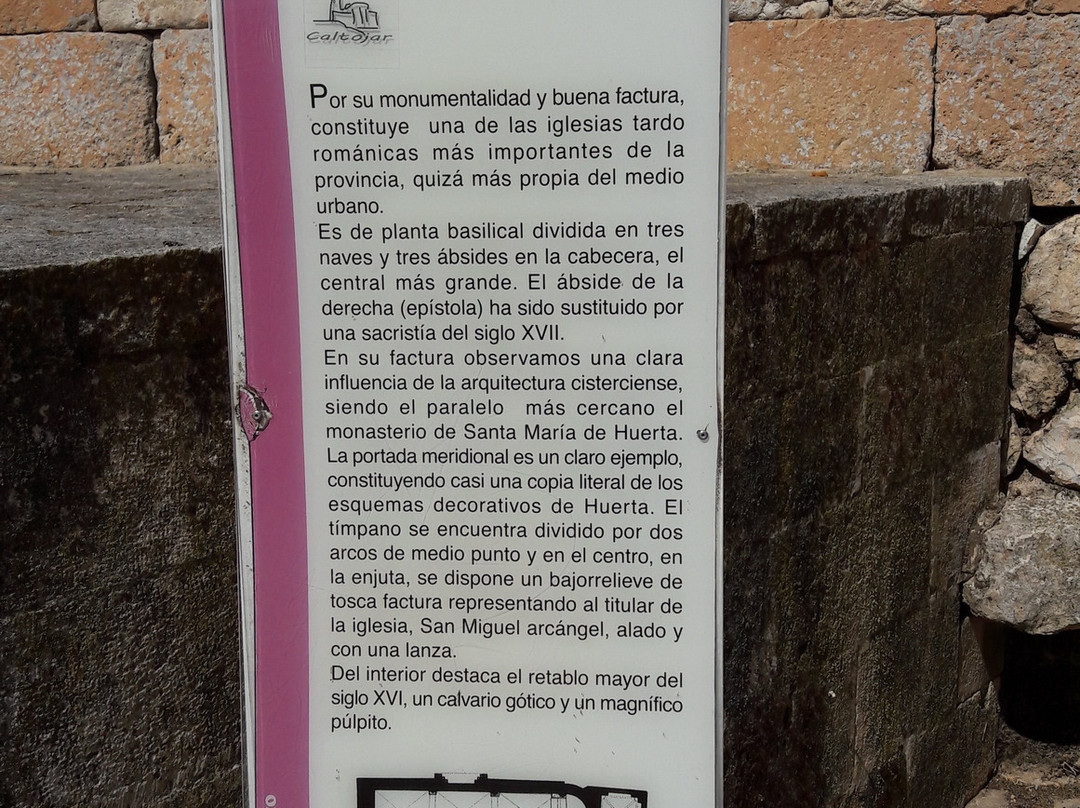 Caltojar
Por su monumentalidad y buena factura,
constituye una de las iglesias tardo
románicas más importantes de la
provincia, quizá más propia del medio
urbano.
Es de planta basilical dividida en tres
naves y tres ábsides en la cabecera, el
central más grande. El ábside de la
derecha (epístola) ha sido sustituido por
una sacristía del siglo XVII.
En su factura observamos una clara
influencia de la arquitectura cisterciense,
siendo el paralelo más cercano el
monasterio de Santa María de Huerta.
La portada meridional es un claro ejemplo,
constituyendo casi una copia literal de los
esquemas decorativos de Huerta. El
tímpano se encuentra dividido por dos
arcos de medio punto y en el centro, en
la enjuta, se dispone un bajorrelieve de
tosca factura representando al titular de
la iglesia, San Miguel arcángel, alado y
con una lanza.
Del interior destaca el retablo mayor del
siglo XVI, un calvario gótico y un magnífico
púlpito.